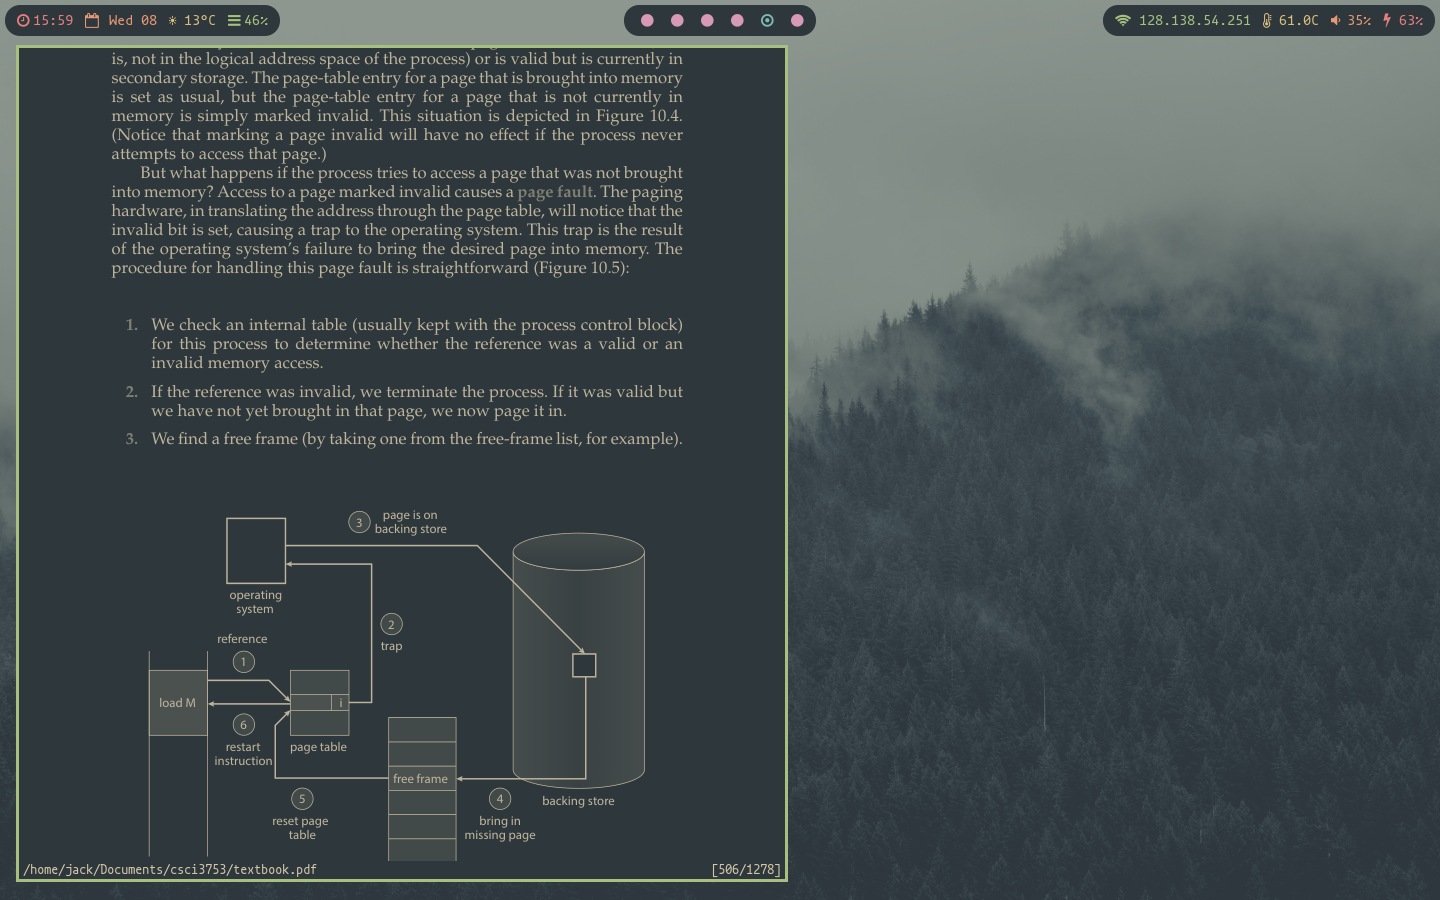 15:59 Wed 08 13°C 46%
128.138.54.251 61.0C 35% 63%
is, not in the logical address space of the process) or is valid but is currently in
secondary storage. The page-table entry for a page that is brought into memory
is set as usual, but the page-table entry for a page that is not currently in
memory is simply marked invalid. This situation is depicted in Figure 10.4.
(Notice that marking a page invalid will have no effect if the process never
attempts to access that page.)
But what happens if the process tries to access a page that was not brought
into memory? Access to a page marked invalid causes a page fault. The paging
hardware, in translating the address through the page table, will notice that the
invalid bit is set, causing a trap to the operating system. This trap is the result
of the operating system's failure to bring the desired page into memory. The
procedure for handling this page fault is straightforward (Figure 10.5):
1. We check an internal table (usually kept with the process control block)
for this process to determine whether the reference was a valid or an
invalid memory access.
2. If the reference was invalid, we terminate the process. If it was valid but
we have not yet brought in that page, we now page it in.
3. We find a free frame (by taking one from the free-frame list, for example).
3 page is on
backing store
operating
system
2
trap
reference
1
load M
i
6
restart
instruction
page table
free frame
5
reset page
table
4
bring in
missing page
backing store
/home/jack/Documents/csci3753/textbook.pdf [506/1278]